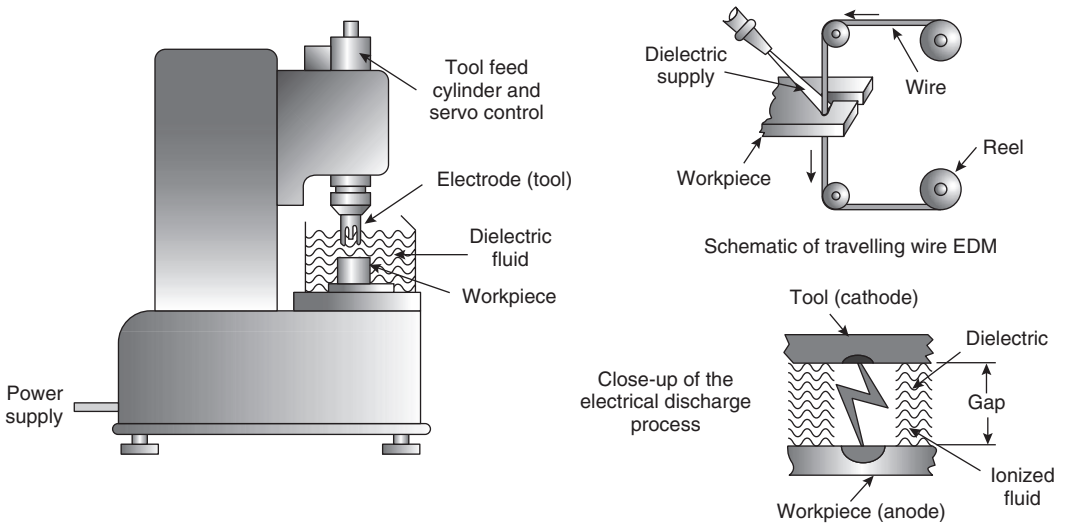 Tool feed
cylinder and
servo control
Electrode (tool)
Dielectric
fluid
Workpiece
Power
supply
Dielectric
supply
Wire
Workpiece
Reel
Schematic of travelling wire EDM
Tool (cathode)
Dielectric
Close-up of the
electrical discharge
process
Gap
Ionized
fluid
Workpiece (anode)